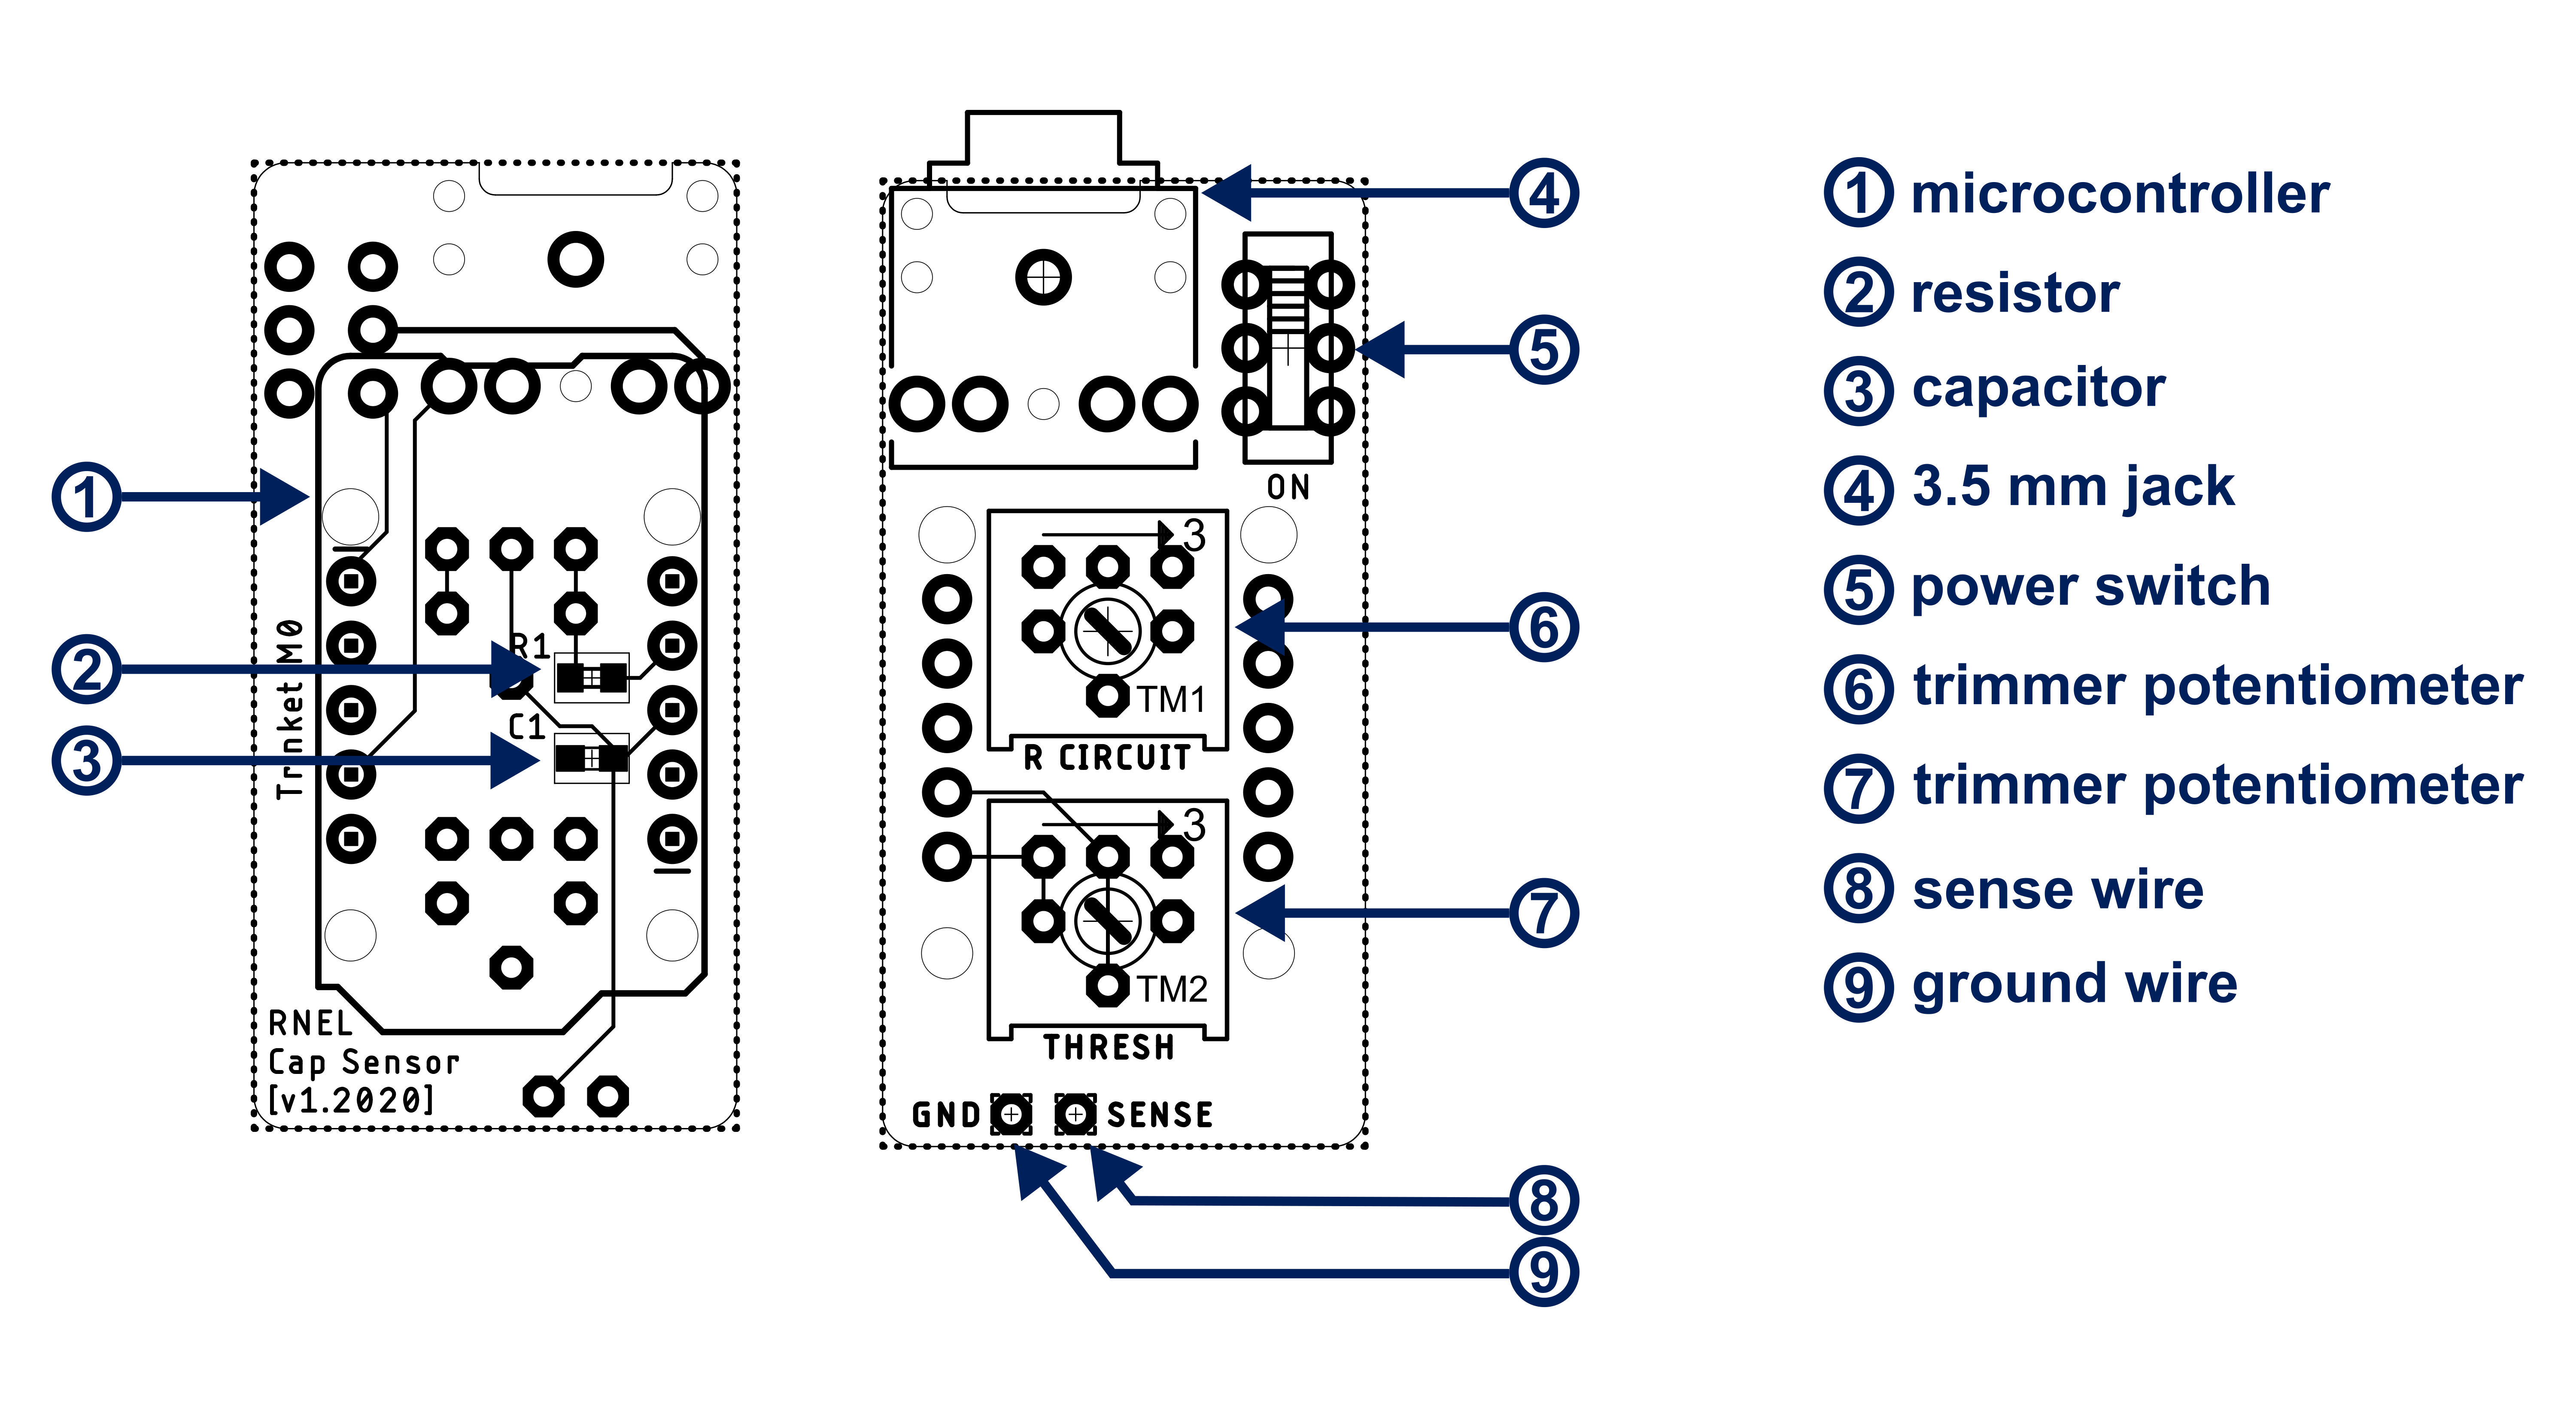 1
2
3
R1
C1
Trinket M0
RNEL
Cap Sensor
[v1.2020]
4
5
ON
3
6
TM1
R CIRCUIT
3
7
TM2
THRESH
GND SENSE
8
9
1 microcontroller
2 resistor
3 capacitor
4 3.5 mm jack
5 power switch
6 trimmer potentiometer
7 trimmer potentiometer
8 sense wire
9 ground wire